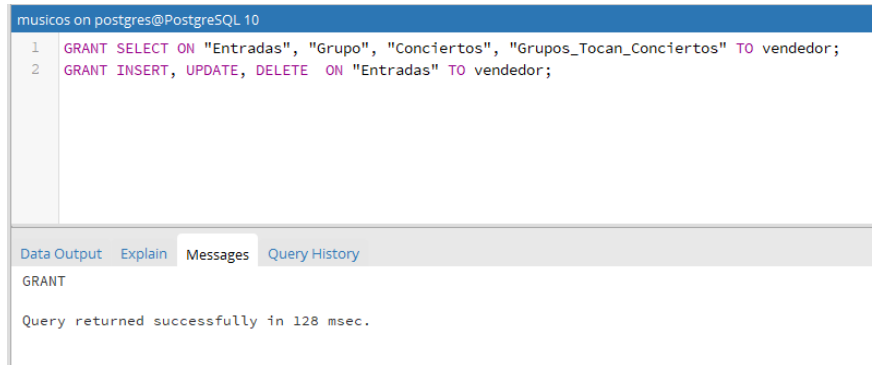 musicos on postgres@PostgreSQL 10
1 GRANT SELECT ON "Entradas", "Grupo", "Conciertos", "Grupos_Tocan_Conciertos" TO vendedor;
2 GRANT INSERT, UPDATE, DELETE  ON "Entradas" TO vendedor;
Data Output Explain Messages Query History
GRANT
Query returned successfully in 128 msec.